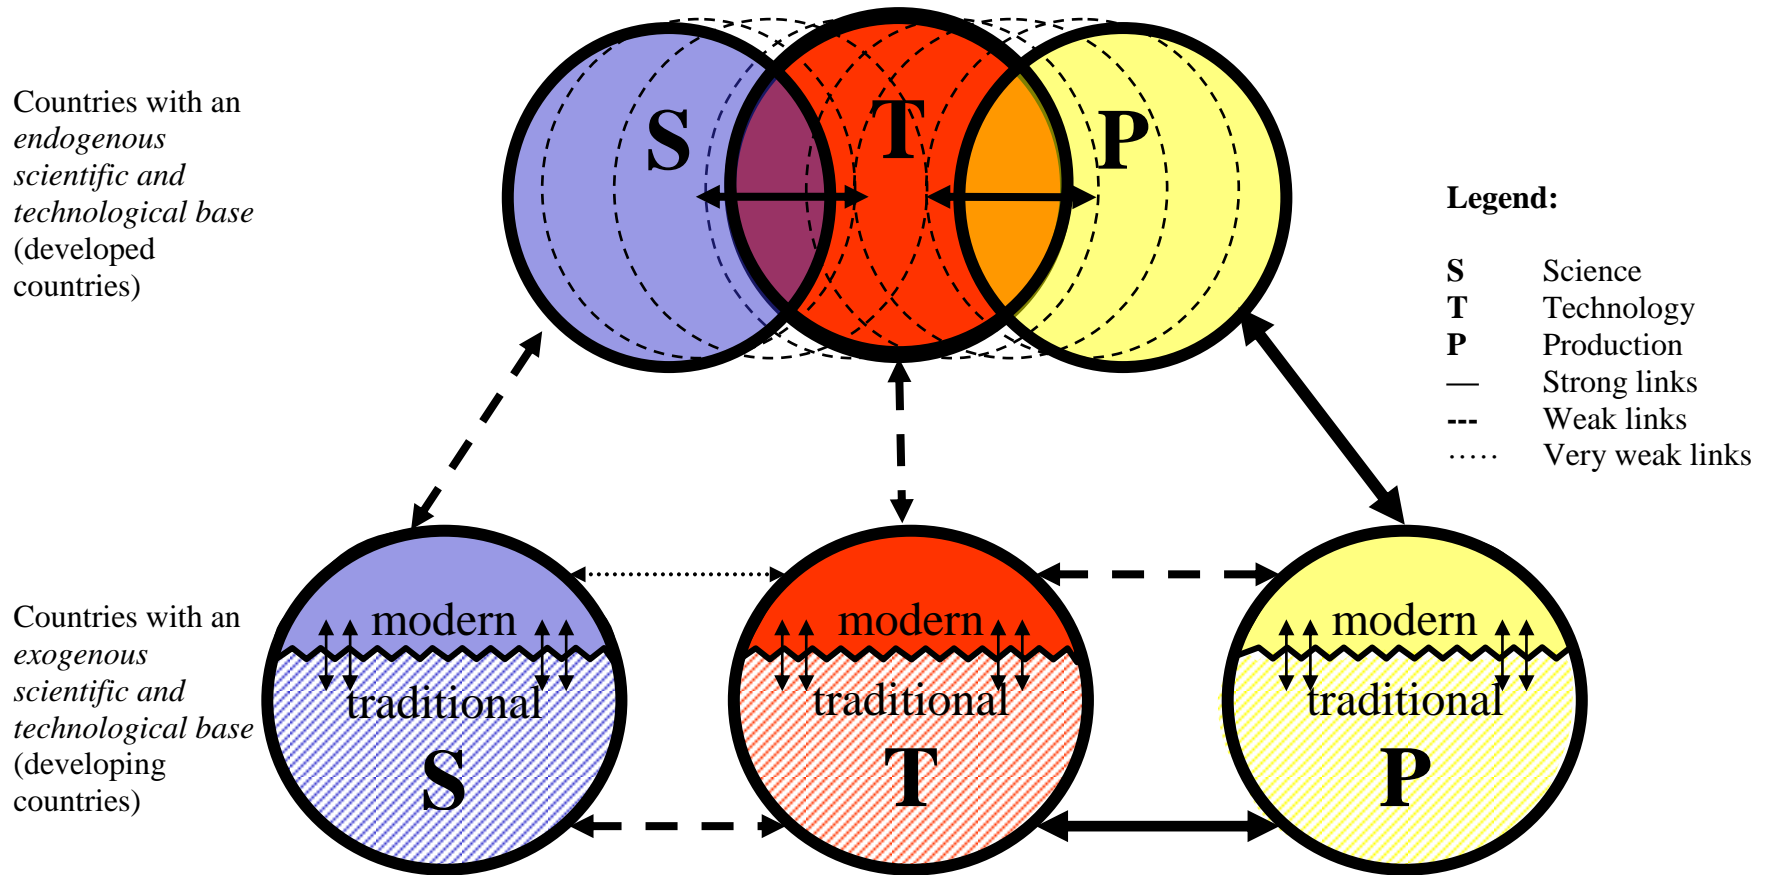 Countries with an
endogenous
scientific and
technological base
(developed
countries)
S
T
P
Legend:
S Science
T Technology
P Production
— Strong links
--- Weak links
..... Very weak links
Countries with an
exogenous
scientific and
technological base
(developing
countries)
modern
traditional
S
modern
traditional
T
modern
traditional
P